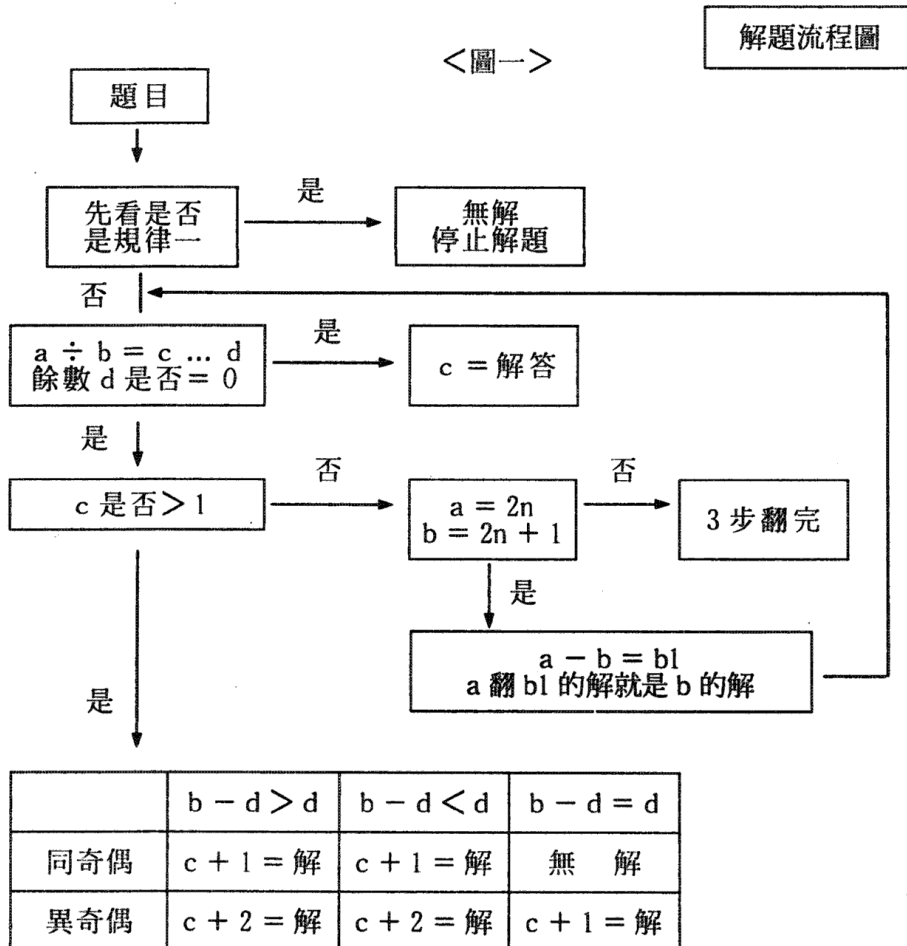 解題流程圖
<圖一>
題目
先看是否
是規律一
是
無解
停止解題
否
a ÷ b = c … d
餘數 d 是否 = 0
是
c = 解答
是
c 是否 > 1
否
a = 2n
b = 2n + 1
否
3 步翻完
是
a − b = b1
a 翻 b1 的解就是 b 的解
是
b − d > d b − d < d b − d = d
同奇偶 c + 1 = 解 c + 1 = 解 無 解
異奇偶 c + 2 = 解 c + 2 = 解 c + 1 = 解